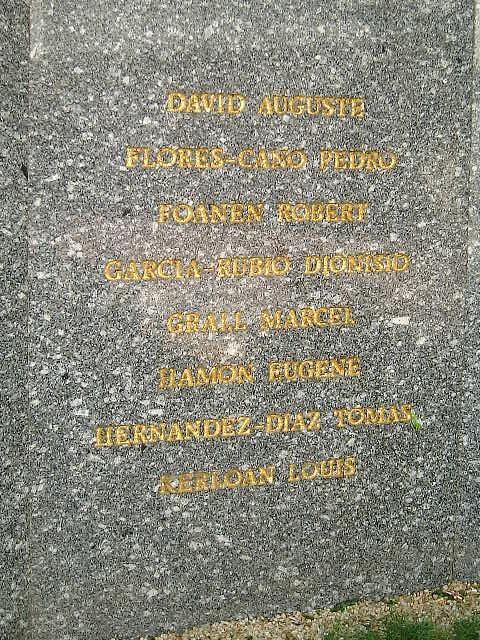 DAVID AUGUSTE
FLORES-CANO PEDRO
FOANEN ROBERT
GARCIA-RUBIO DIONISIO
GRALL MARCEL
HAMON EUGENE
HERNANDEZ-DIAZ TOMAS
KERLOAN LOUIS